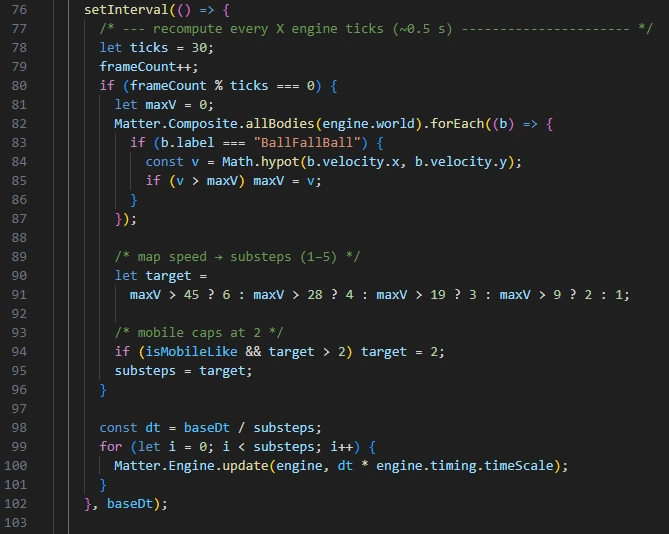 76 setInterval(() => {
77 /* --- recompute every X engine ticks (~0.5 s) ---------------------- */
78 let ticks = 30;
79 frameCount++;
80 if (frameCount % ticks === 0) {
81 let maxV = 0;
82 Matter.Composite.allBodies(engine.world).forEach((b) => {
83 if (b.label === "BallFallBall") {
84 const v = Math.hypot(b.velocity.x, b.velocity.y);
85 if (v > maxV) maxV = v;
86 }
87 });
88
89 /* map speed → substeps (1–5) */
90 let target =
91 maxV > 45 ? 6 : maxV > 28 ? 4 : maxV > 19 ? 3 : maxV > 9 ? 2 : 1;
92
93 /* mobile caps at 2 */
94 if (isMobileLike && target > 2) target = 2;
95 substeps = target;
96 }
97
98 const dt = baseDt / substeps;
99 for (let i = 0; i < substeps; i++) {
100 Matter.Engine.update(engine, dt * engine.timing.timeScale);
101 }
102 }, baseDt);
103